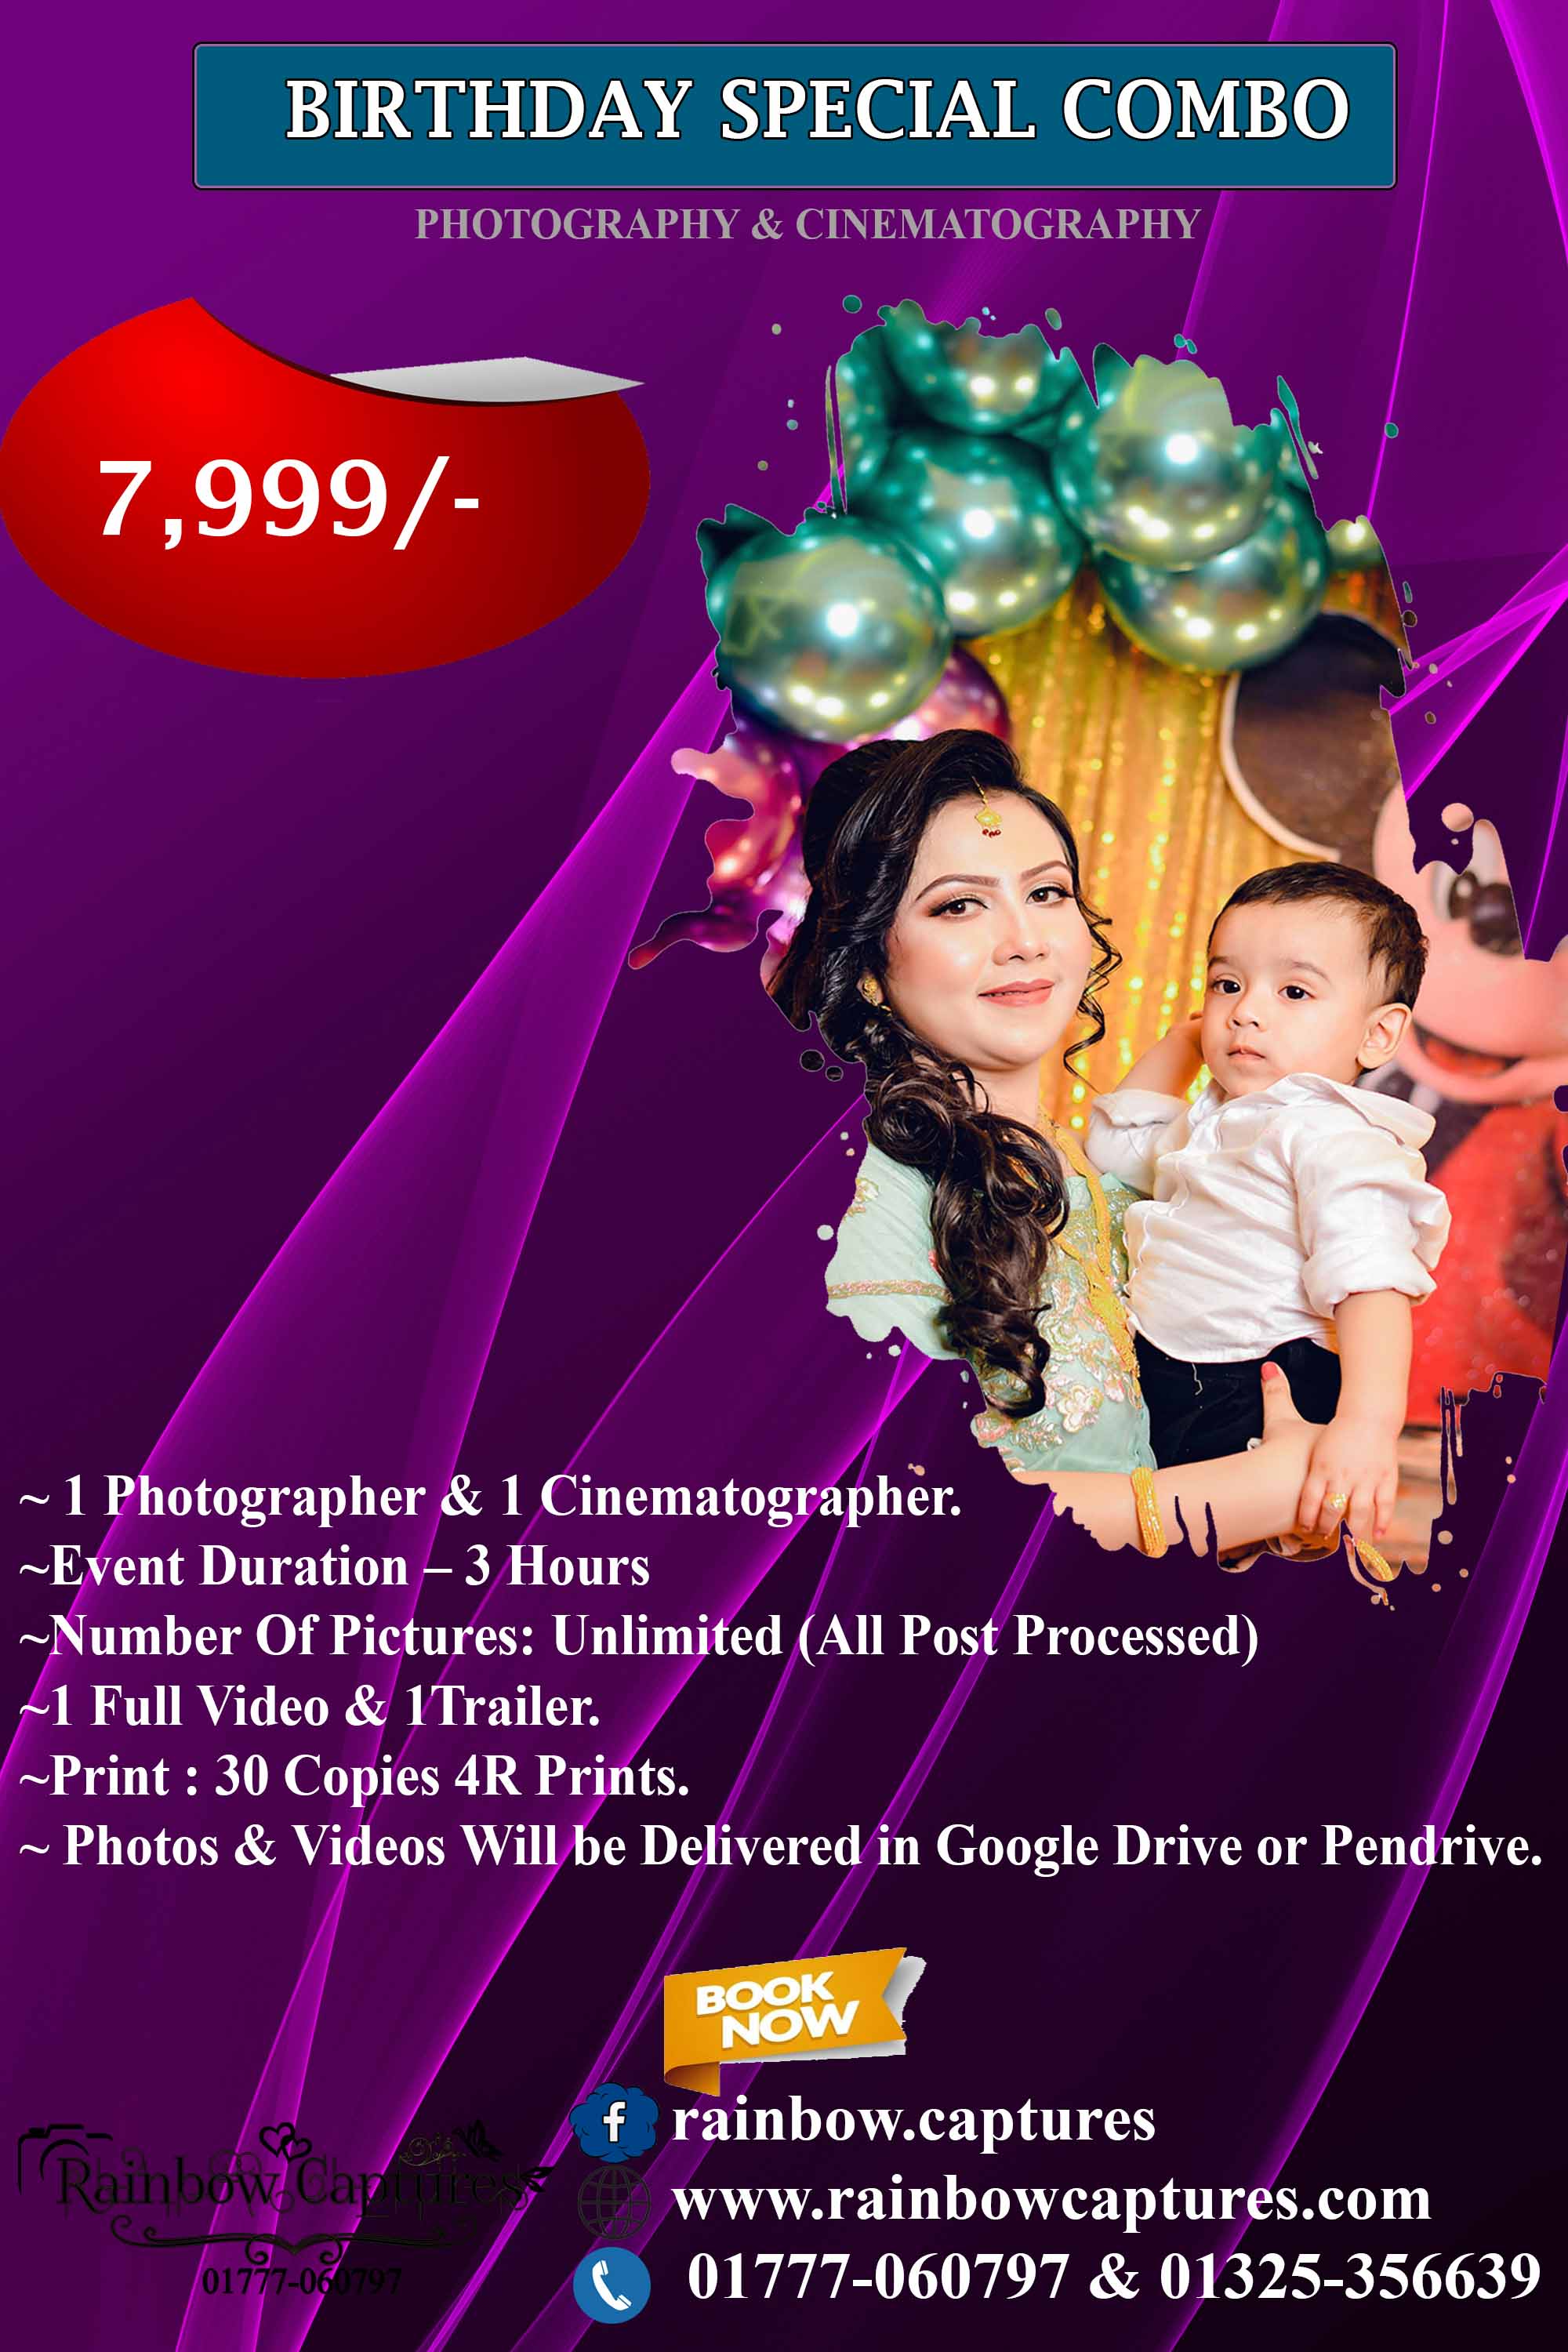 BIRTHDAY SPECIAL COMBO
PHOTOGRAPHY & CINEMATOGRAPHY
7,999/-
~ 1 Photographer & 1 Cinematographer.
~Event Duration – 3 Hours
~Number Of Pictures: Unlimited (All Post Processed)
~1 Full Video & 1Trailer.
~Print : 30 Copies 4R Prints.
~ Photos & Videos Will be Delivered in Google Drive or Pendrive.
BOOK
NOW
f rainbow.captures
www.rainbowcaptures.com
01777-060797 & 01325-356639
Rainbow Captures
01777-060797